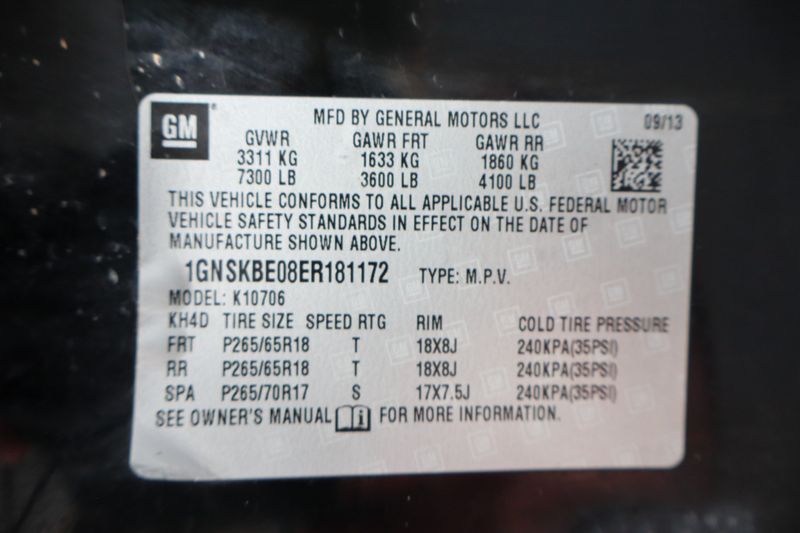 GM
MFD BY GENERAL MOTORS LLC 09/13
GVWR GAWR FRT GAWR RR
3311 KG 1633 KG 1860 KG
7300 LB 3600 LB 4100 LB
THIS VEHICLE CONFORMS TO ALL APPLICABLE U.S. FEDERAL MOTOR
VEHICLE SAFETY STANDARDS IN EFFECT ON THE DATE OF
MANUFACTURE SHOWN ABOVE.
1GNSKBE08ER181172 TYPE: M.P.V.
MODEL: K10706
KH4D TIRE SIZE SPEED RTG RIM COLD TIRE PRESSURE
FRT P265/65R18 T 18X8J 240KPA(35PSI)
RR P265/65R18 T 18X8J 240KPA(35PSI)
SPA P265/70R17 S 17X7.5J 240KPA(35PSI)
SEE OWNER'S MANUAL FOR MORE INFORMATION.